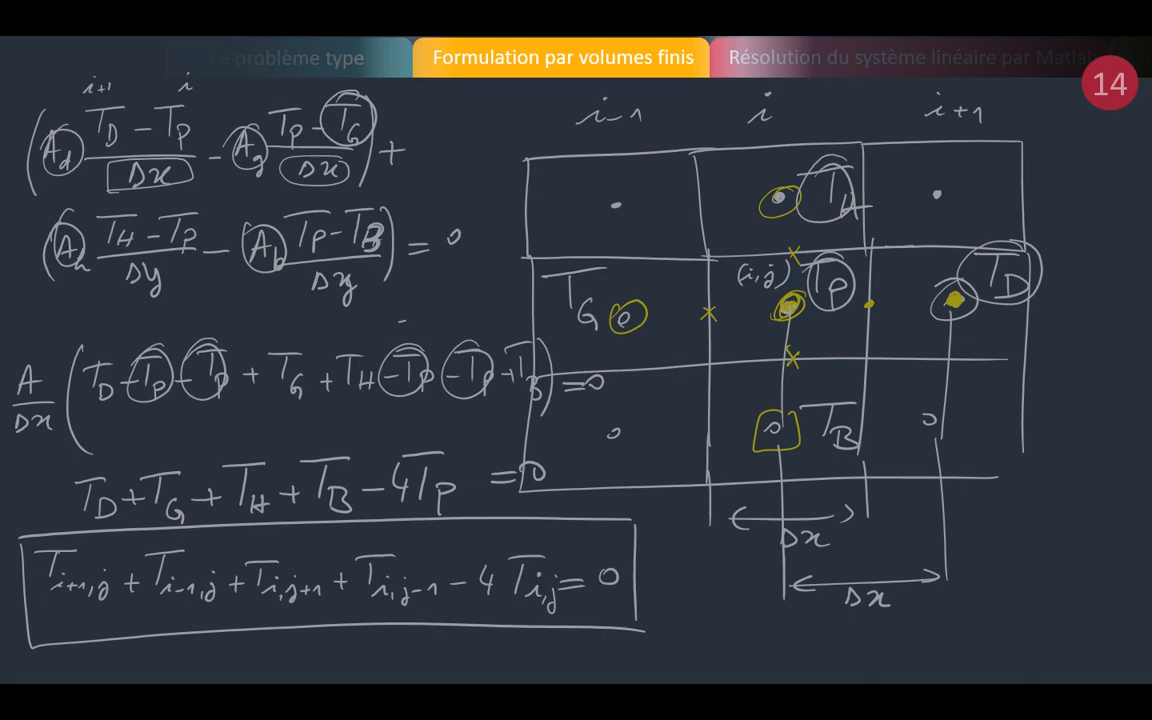 problème type
Formulation par volumes finis
Résolution du système linéaire par Matlab
14
i+1 i
(A_d (T_D - T_P)/Δx - A_g (T_P - T_G)/Δx) +
(A_h (T_H - T_P)/Δy - A_b (T_P - T_B)/Δy) = 0
A/Δx (T_D - T_P - T_P + T_G + T_H - T_P - T_P + T_B) = 0
T_D + T_G + T_H + T_B - 4T_P = 0
T_{i+1,j} + T_{i-1,j} + T_{i,j+1} + T_{i,j-1} - 4 T_{i,j} = 0
i-1 i i+1
T_H
(i,j) T_P
T_G
T_D
T_B
Δx
Δx